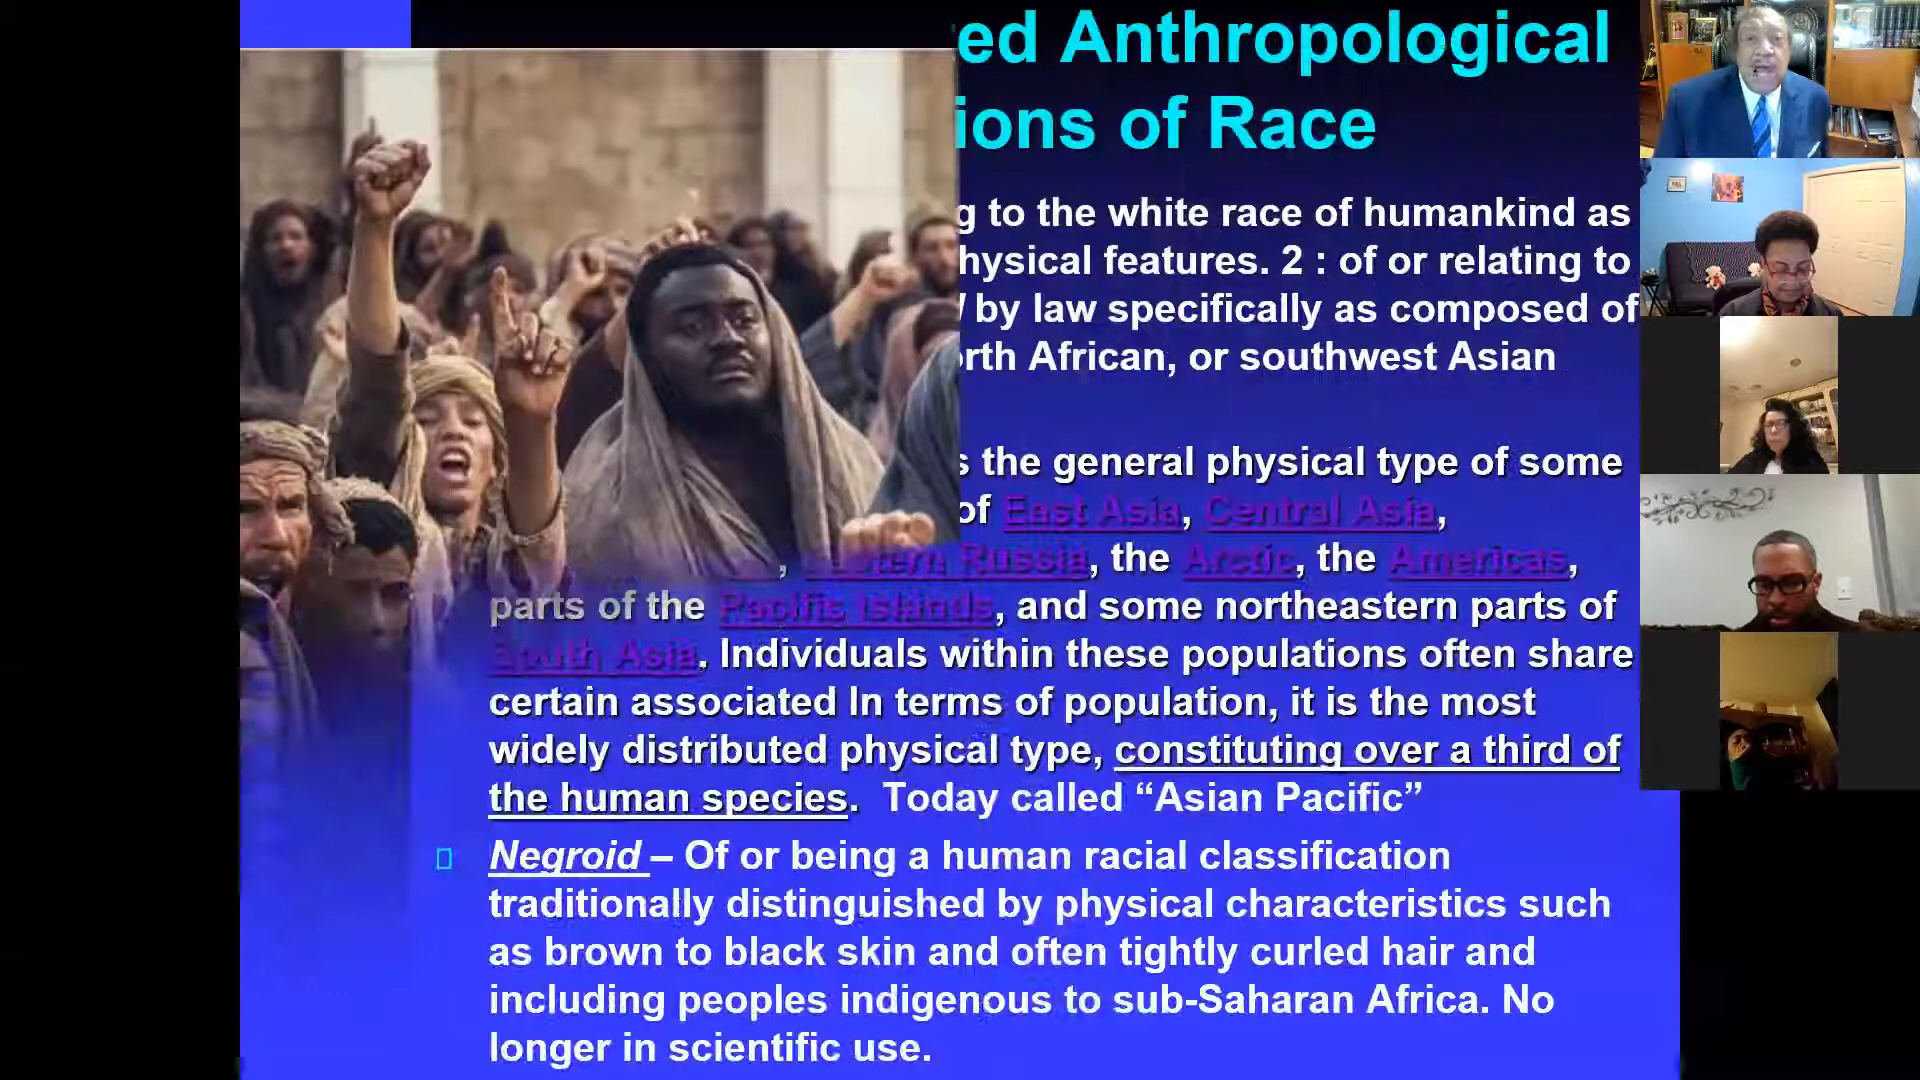 ed Anthropological
ions of Race
g to the white race of humankind as
hysical features. 2 : of or relating to
by law specifically as composed of
rth African, or southwest Asian
s the general physical type of some
of East Asia, Central Asia,
, Eastern Russia, the Arctic, the Americas,
parts of the Pacific Islands, and some northeastern parts of
South Asia. Individuals within these populations often share
certain associated In terms of population, it is the most
widely distributed physical type, constituting over a third of
the human species. Today called “Asian Pacific”
Negroid – Of or being a human racial classification
traditionally distinguished by physical characteristics such
as brown to black skin and often tightly curled hair and
including peoples indigenous to sub-Saharan Africa. No
longer in scientific use.